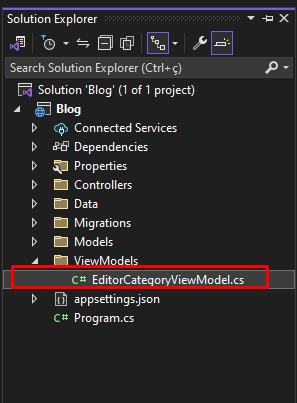 Solution Explorer
Search Solution Explorer (Ctrl+ç)
Solution 'Blog' (1 of 1 project)
Blog
Connected Services
Dependencies
Properties
Controllers
Data
Migrations
Models
ViewModels
C# EditorCategoryViewModel.cs
appsettings.json
C# Program.cs